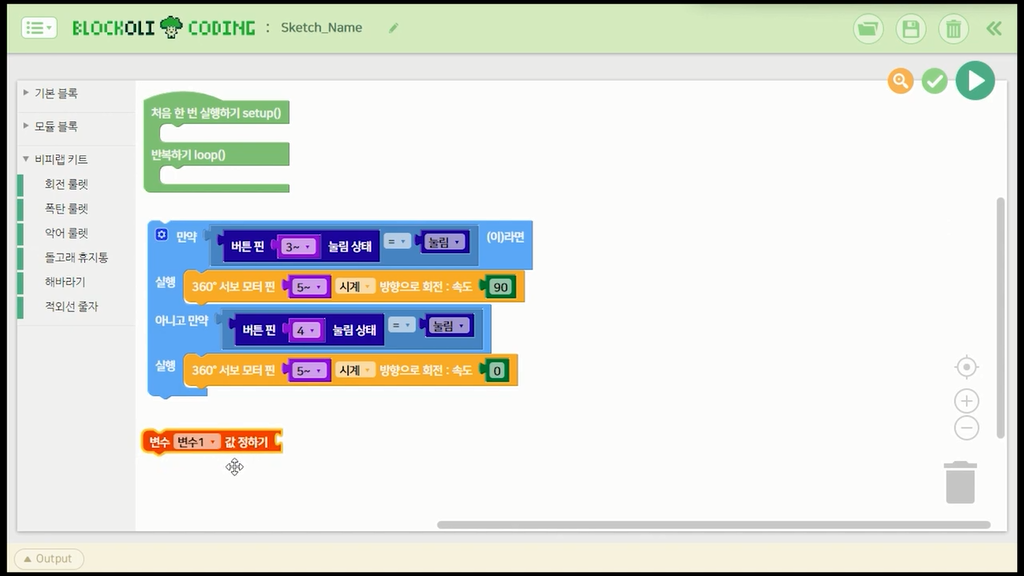 BLOCKOLI CODING : Sketch_Name
기본 블록
모듈 블록
비피랩 키트
회전 룰렛
폭탄 룰렛
악어 룰렛
돌고래 휴지통
해바라기
적외선 줄자
처음 한 번 실행하기 setup()
반복하기 loop()
만약 버튼 핀 3~ 눌림 상태 = 눌림 (이)라면
실행 360° 서보 모터 핀 5~ 시계 방향으로 회전 : 속도 90
아니고 만약 버튼 핀 4 눌림 상태 = 눌림
실행 360° 서보 모터 핀 5~ 시계 방향으로 회전 : 속도 0
변수 변수1 값 정하기
Output